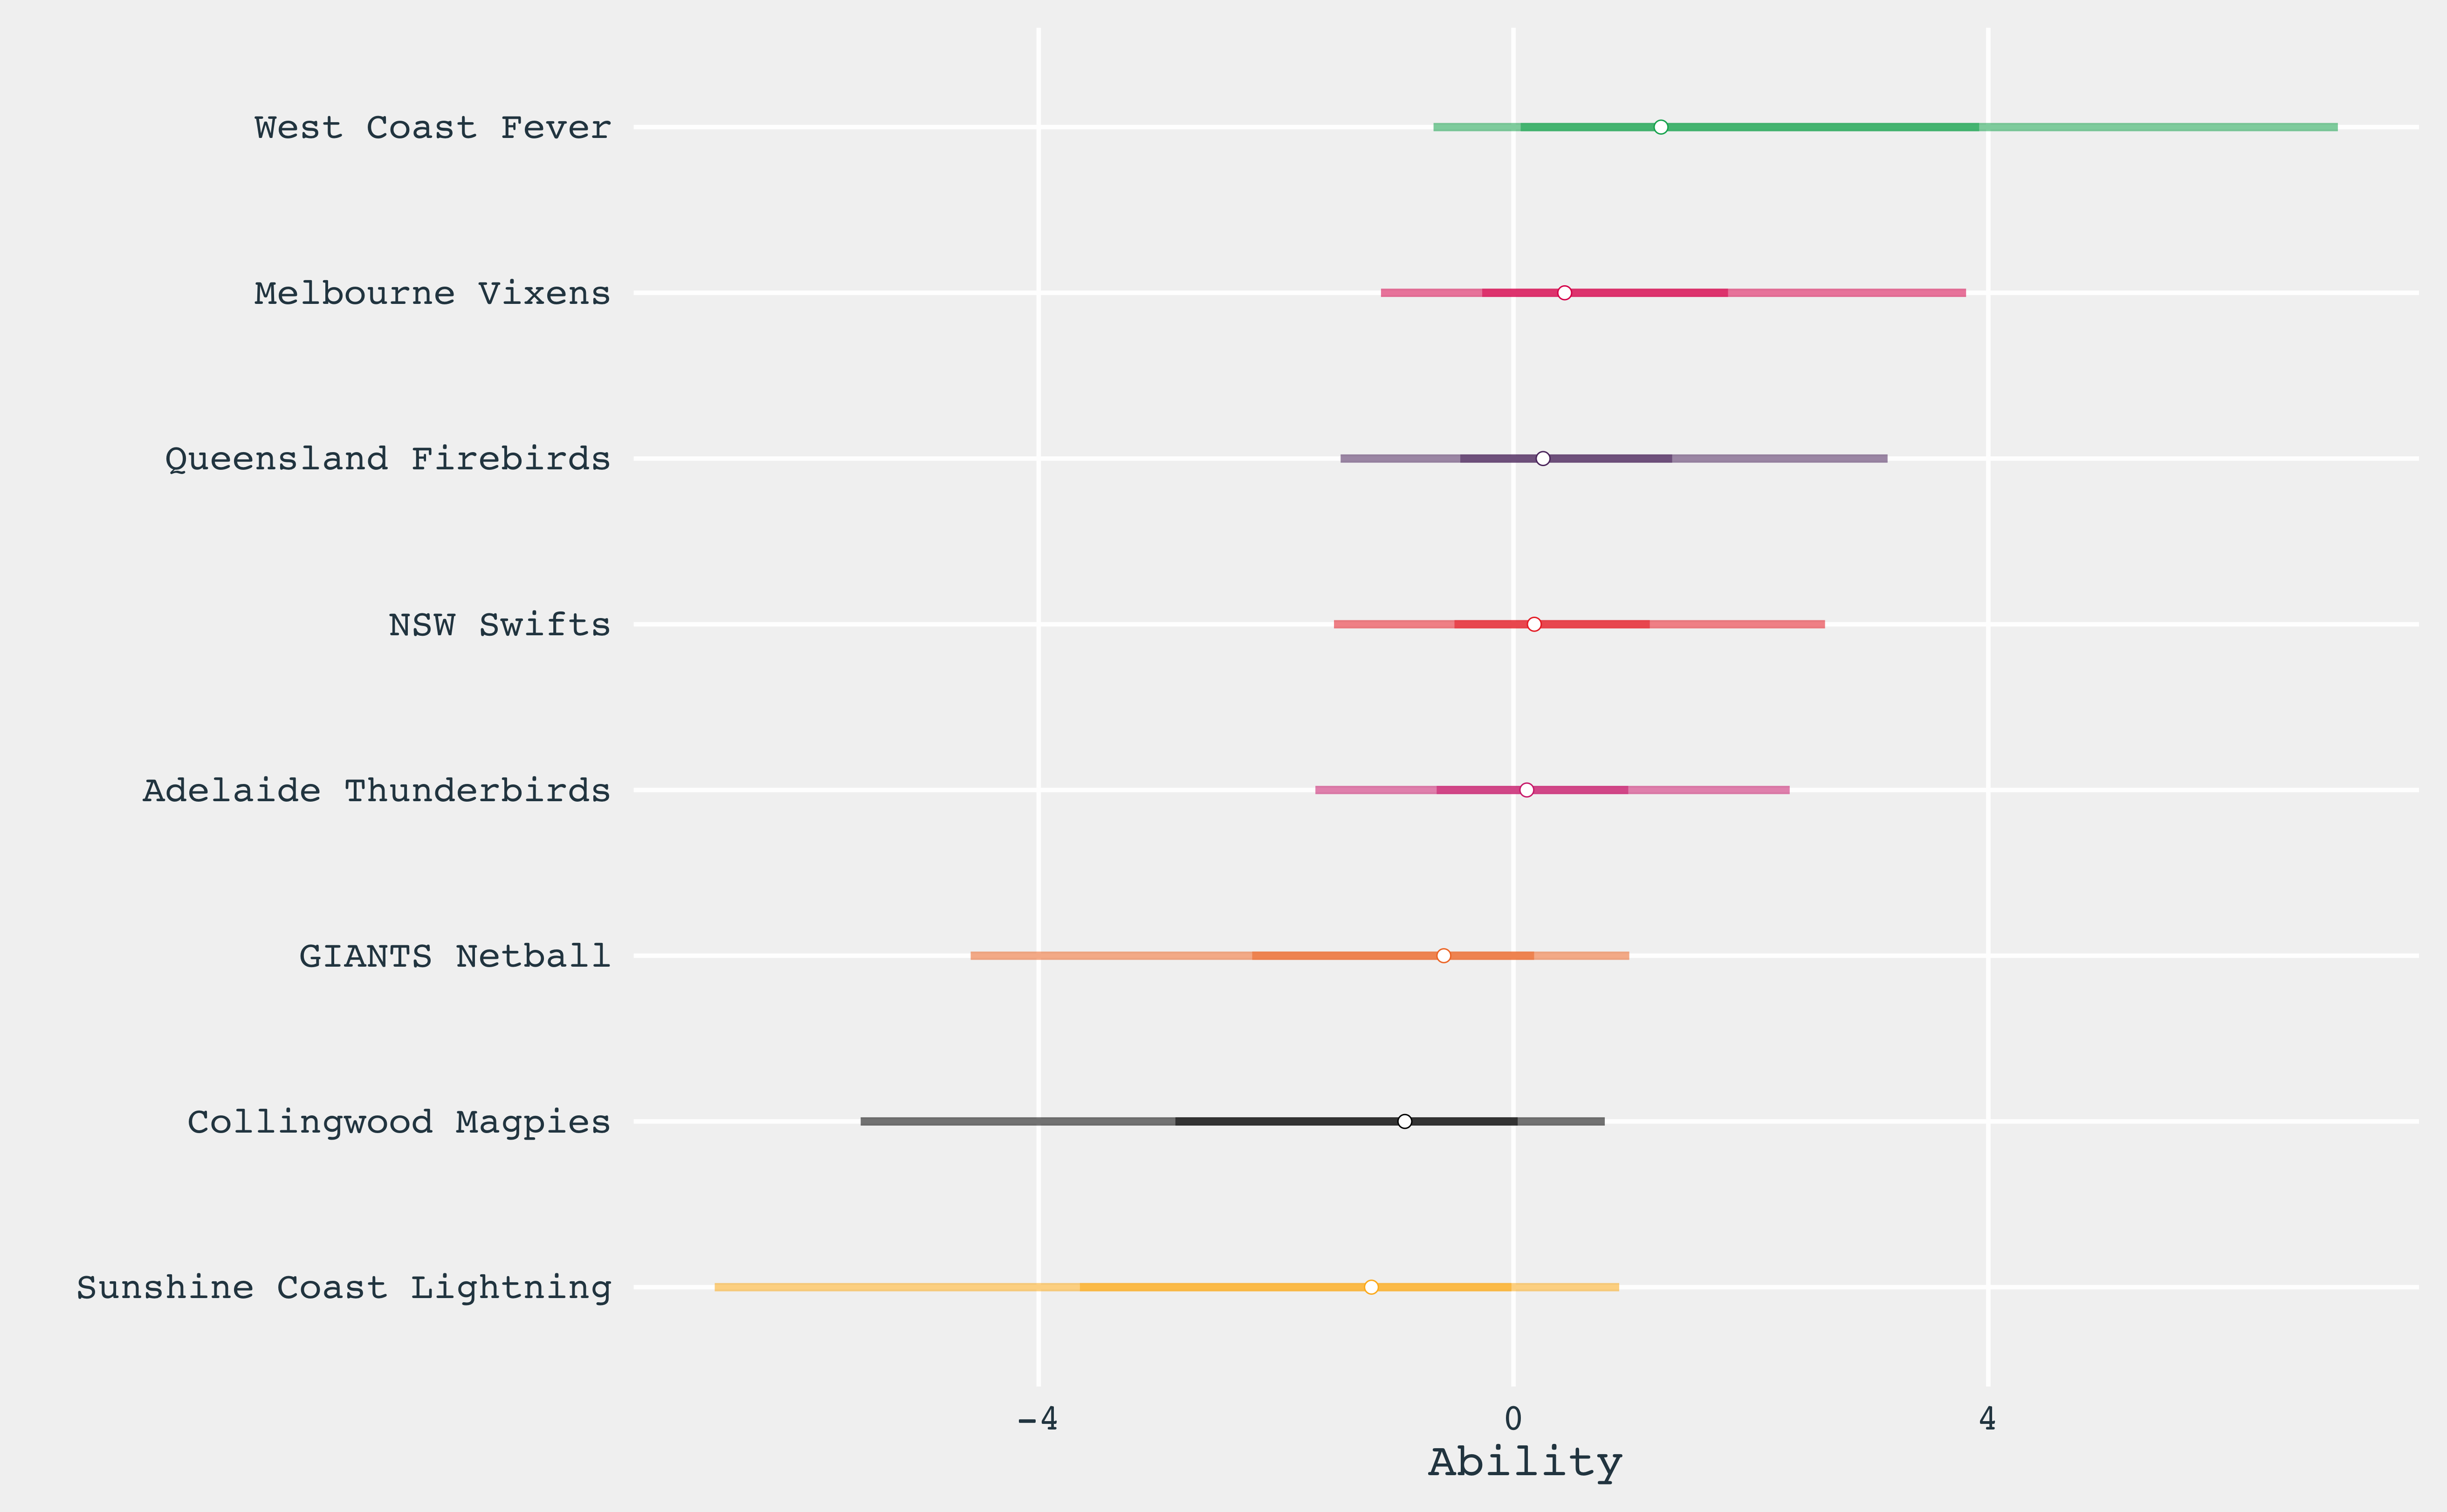 West Coast Fever
Melbourne Vixens
Queensland Firebirds
NSW Swifts
Adelaide Thunderbirds
GIANTS Netball
Collingwood Magpies
Sunshine Coast Lightning
-4 0 4
Ability